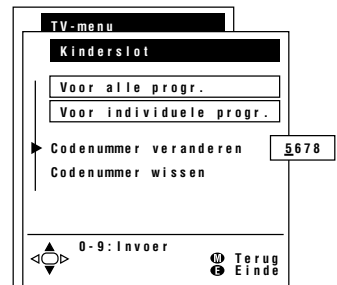 TV-menu
Kinderslot
Voor alle progr.
Voor individuele progr.
Codenummer veranderen 5678
Codenummer wissen
0-9:Invoer
M Terug
E Einde